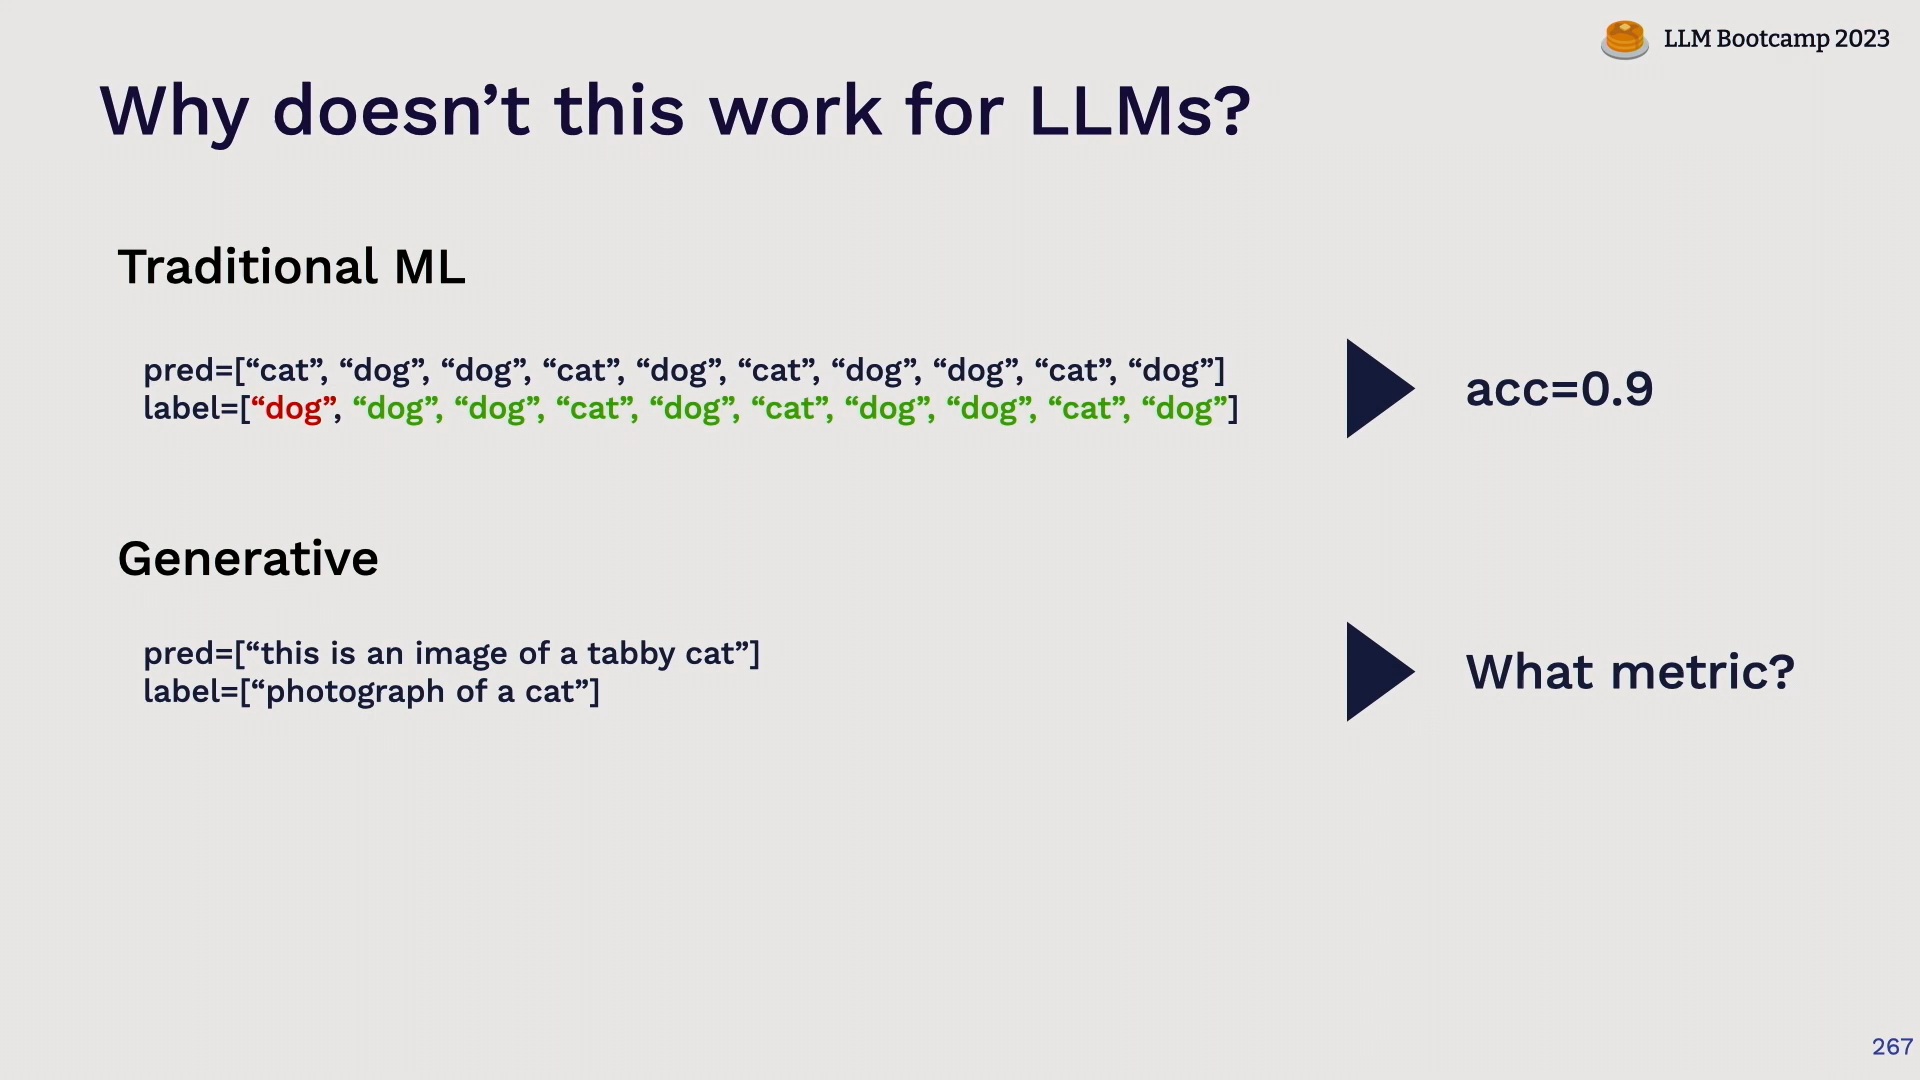 LLM Bootcamp 2023
Why doesn’t this work for LLMs?
Traditional ML
pred=[“cat”, “dog”, “dog”, “cat”, “dog”, “cat”, “dog”, “dog”, “cat”, “dog”]
label=[“dog”, “dog”, “dog”, “cat”, “dog”, “cat”, “dog”, “dog”, “cat”, “dog”]
acc=0.9
Generative
pred=[“this is an image of a tabby cat”]
label=[“photograph of a cat”]
What metric?
267